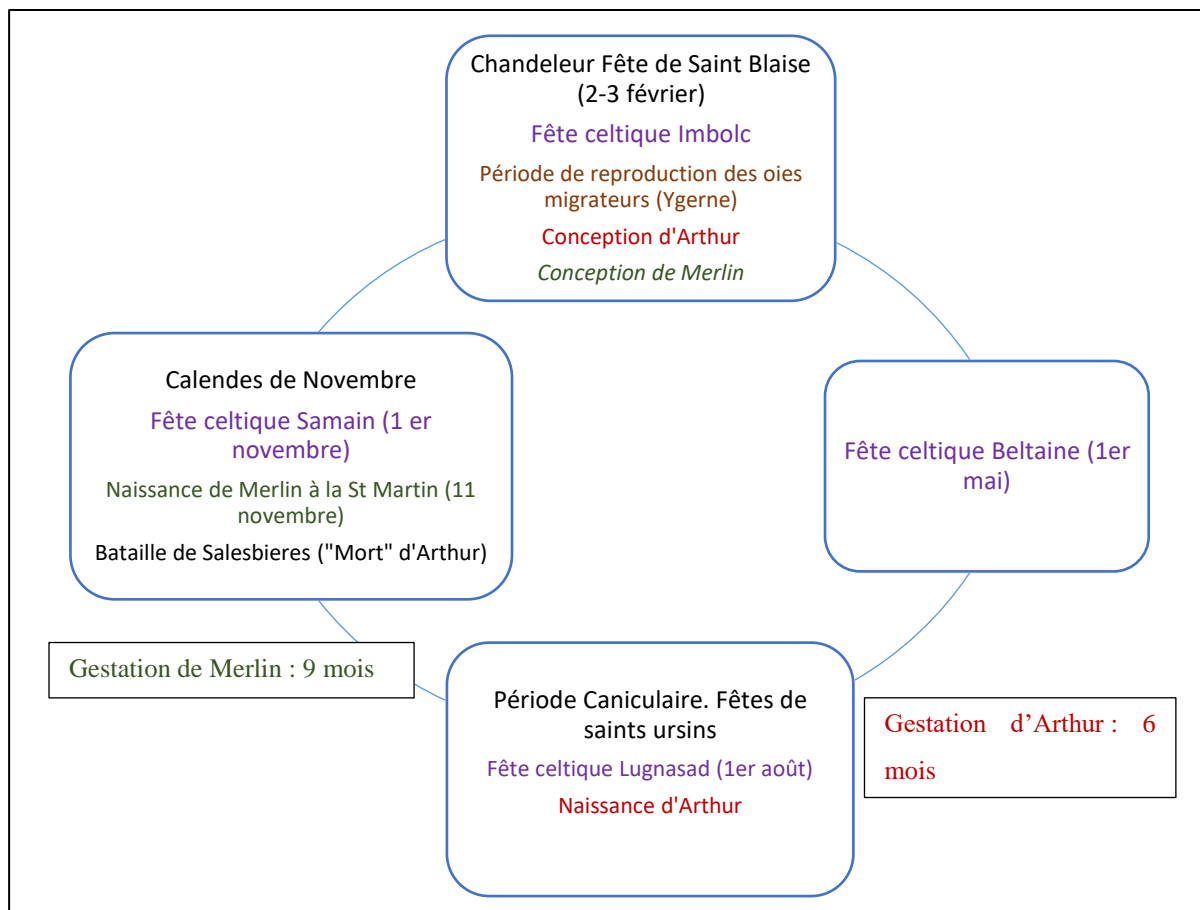 Chandeleur Fête de Saint Blaise
(2-3 février)
Fête celtique Imbolc
Période de reproduction des oies
migrateurs (Ygerne)
Conception d'Arthur
Conception de Merlin
Calendes de Novembre
Fête celtique Samain (1 er
novembre)
Naissance de Merlin à la St Martin (11
novembre)
Bataille de Salesbieres ("Mort" d'Arthur)
Fête celtique Beltaine (1er
mai)
Gestation de Merlin : 9 mois
Période Caniculaire. Fêtes de
saints ursins
Fête celtique Lugnasad (1er août)
Naissance d'Arthur
Gestation d’Arthur : 6
mois